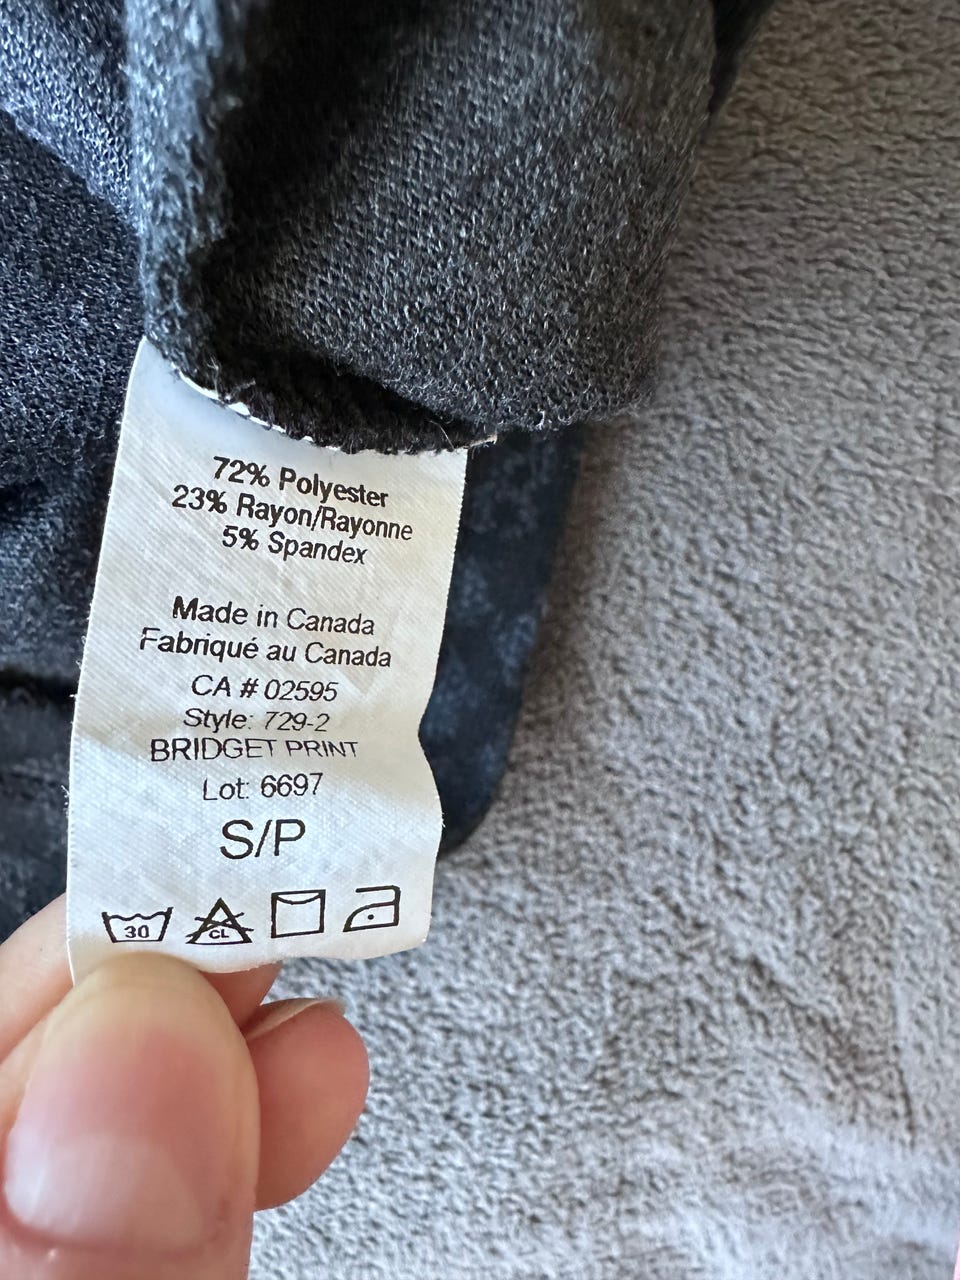 72% Polyester
23% Rayon/Rayonne
5% Spandex
Made in Canada
Fabriqué au Canada
CA # 02595
Style: 729-2
BRIDGET PRINT
Lot: 6697
S/P
30 CL